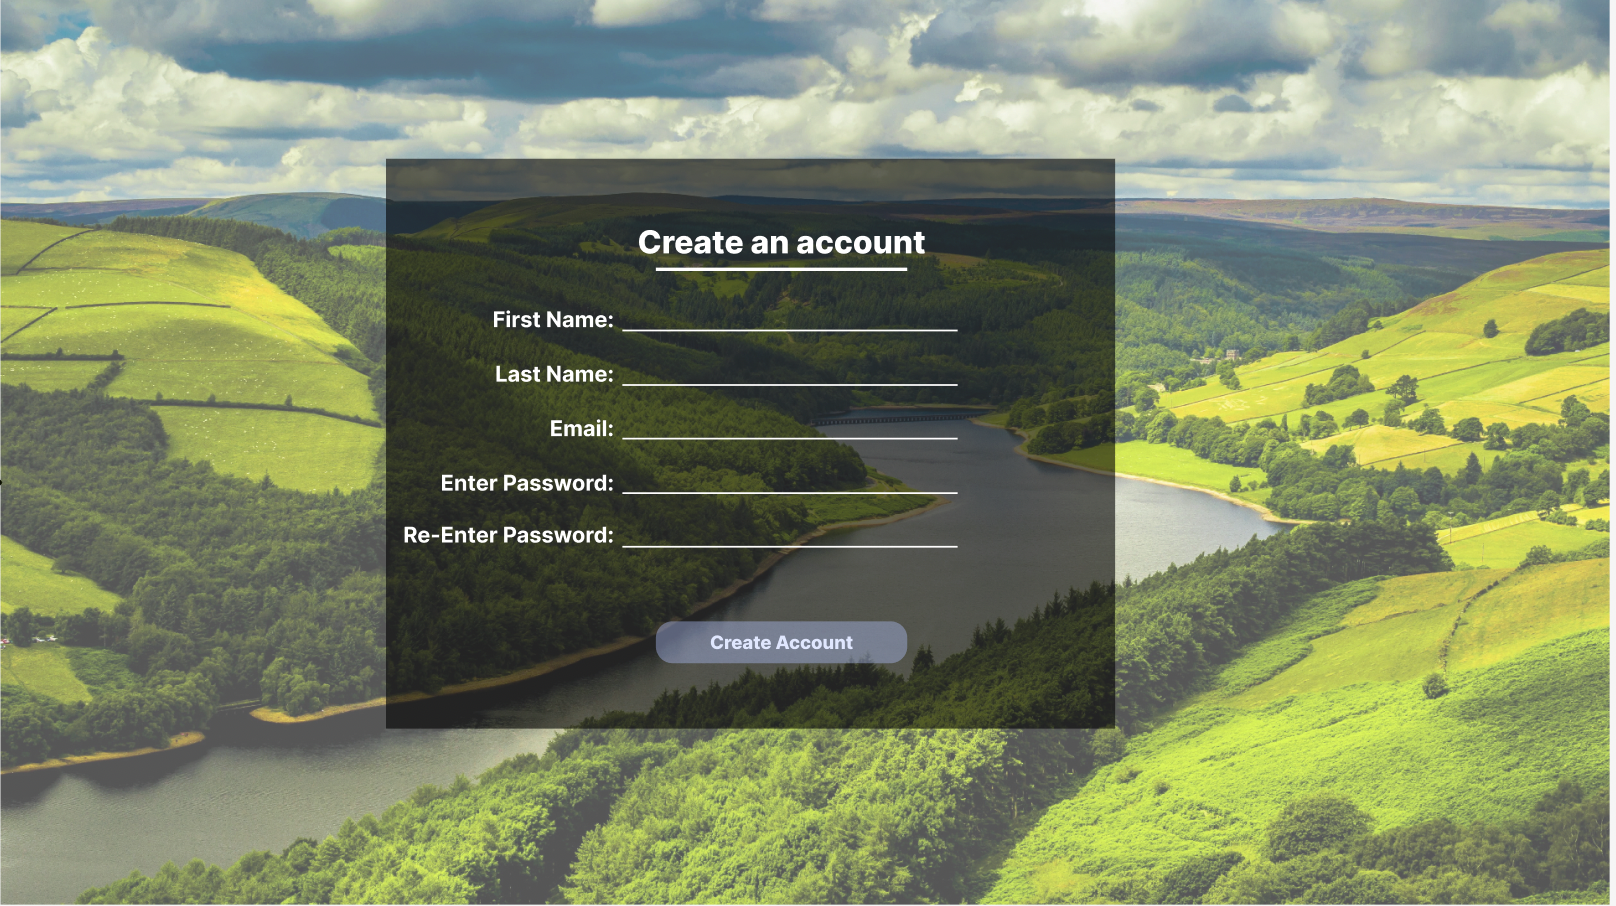 Create an account
First Name:
Last Name:
Email:
Enter Password:
Re-Enter Password:
Create Account